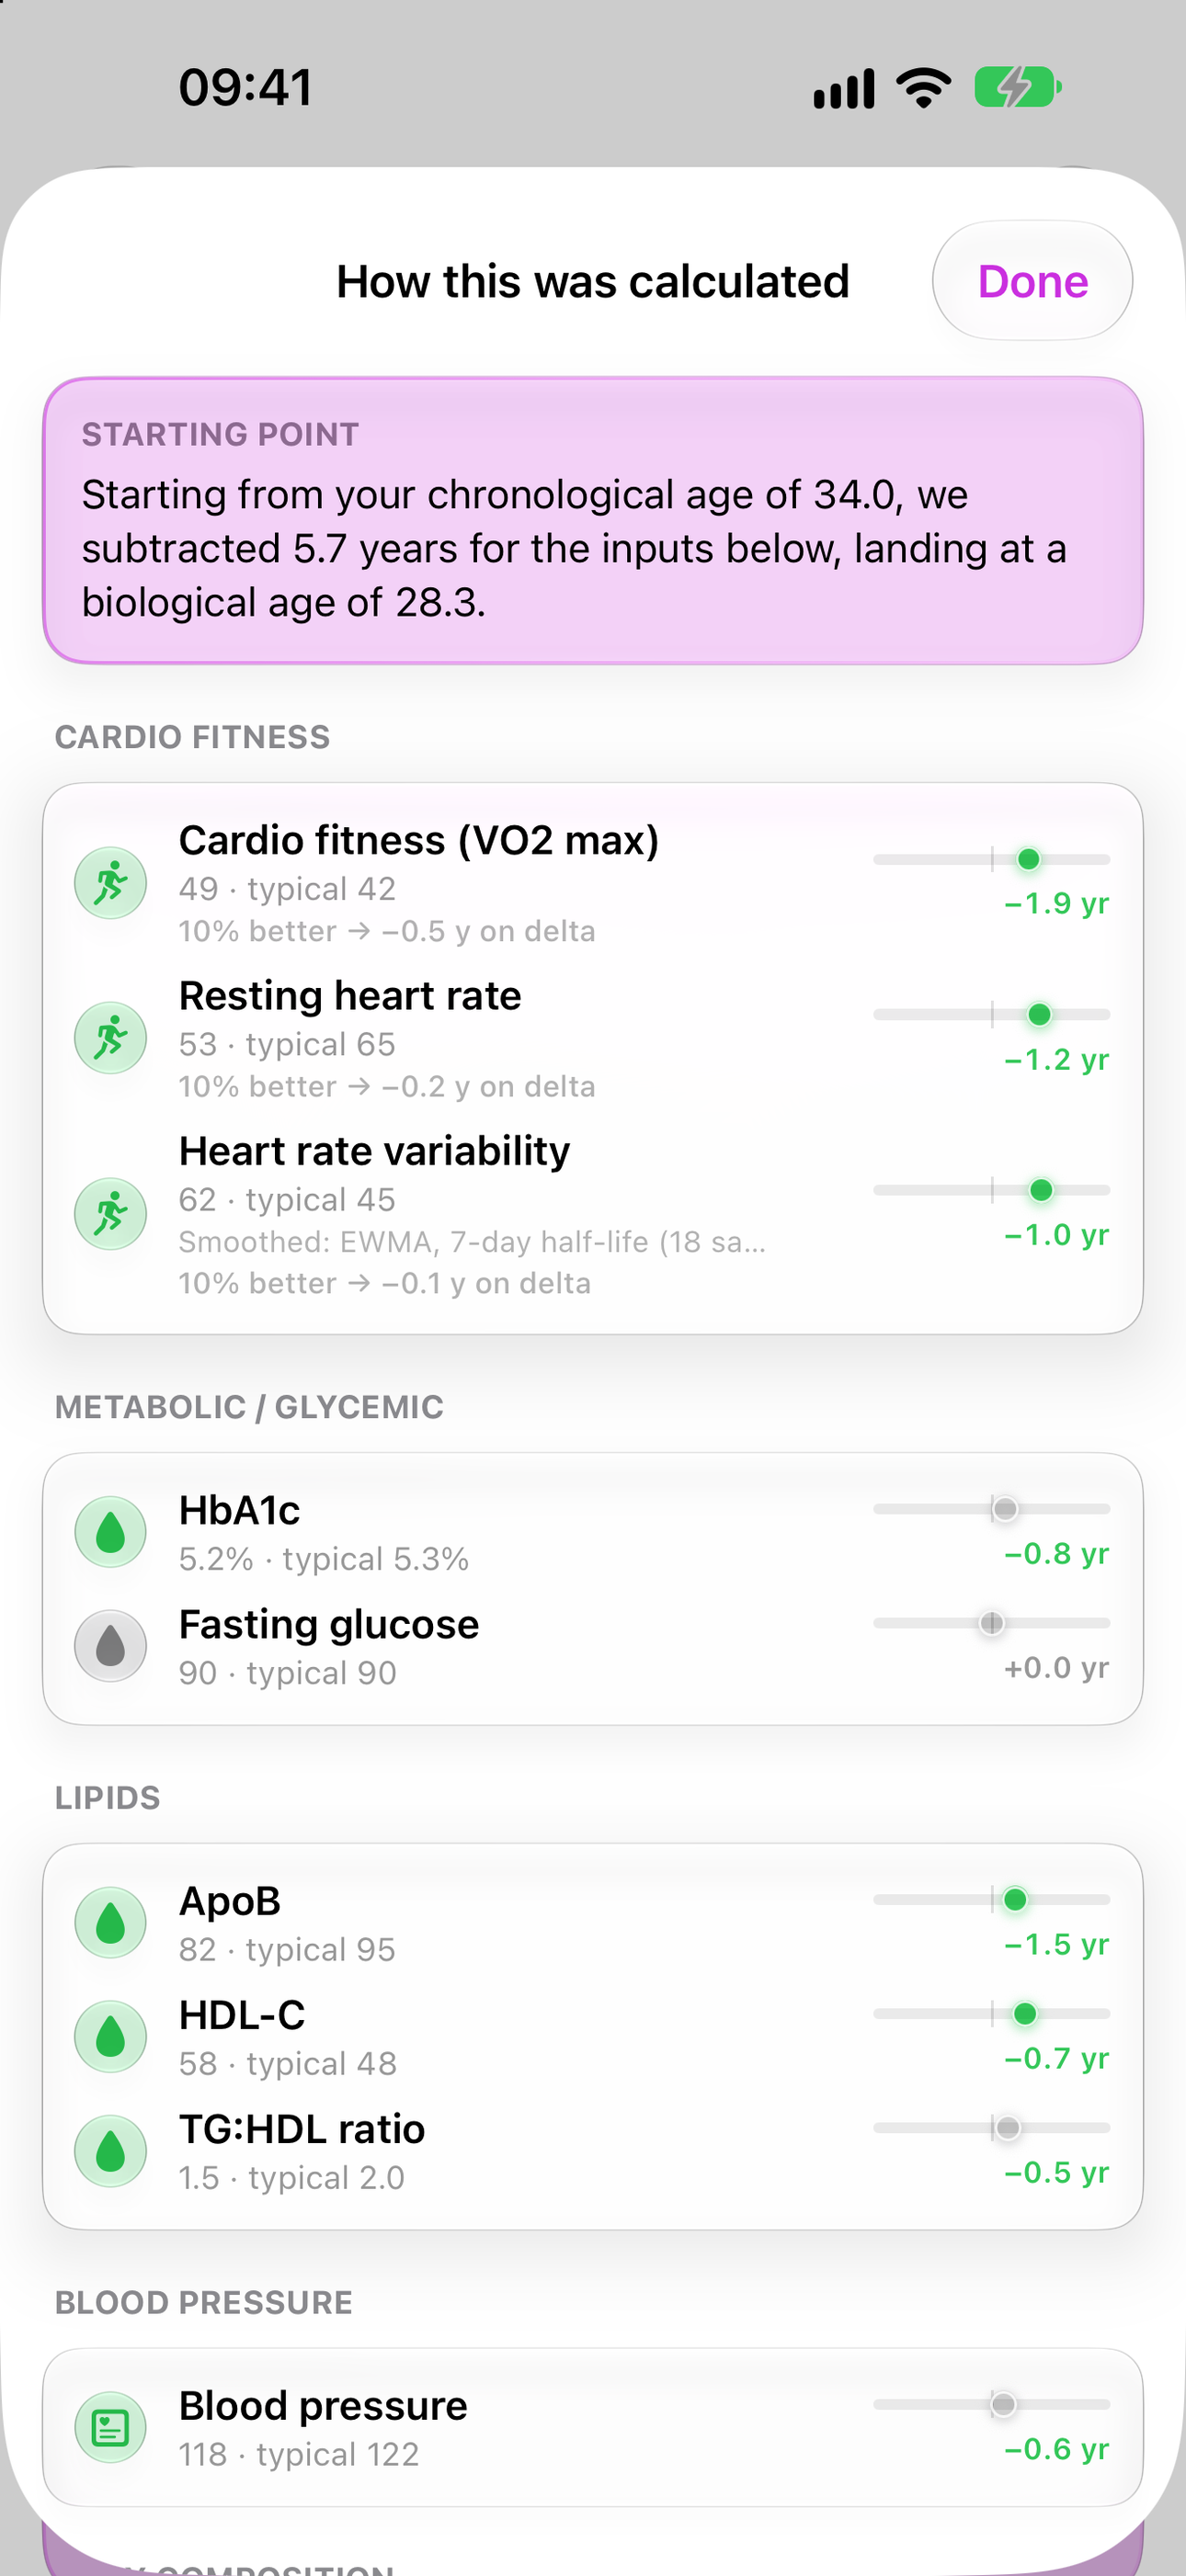 09:41
How this was calculated
Done
STARTING POINT
Starting from your chronological age of 34.0, we
subtracted 5.7 years for the inputs below, landing at a
biological age of 28.3.
CARDIO FITNESS
Cardio fitness (VO2 max)
49 · typical 42
10% better → −0.5 y on delta
−1.9 yr
Resting heart rate
53 · typical 65
10% better → −0.2 y on delta
−1.2 yr
Heart rate variability
62 · typical 45
Smoothed: EWMA, 7-day half-life (18 sa...
10% better → −0.1 y on delta
−1.0 yr
METABOLIC / GLYCEMIC
HbA1c
5.2% · typical 5.3%
−0.8 yr
Fasting glucose
90 · typical 90
+0.0 yr
LIPIDS
ApoB
82 · typical 95
−1.5 yr
HDL-C
58 · typical 48
−0.7 yr
TG:HDL ratio
1.5 · typical 2.0
−0.5 yr
BLOOD PRESSURE
Blood pressure
118 · typical 122
−0.6 yr
COMPOSITION